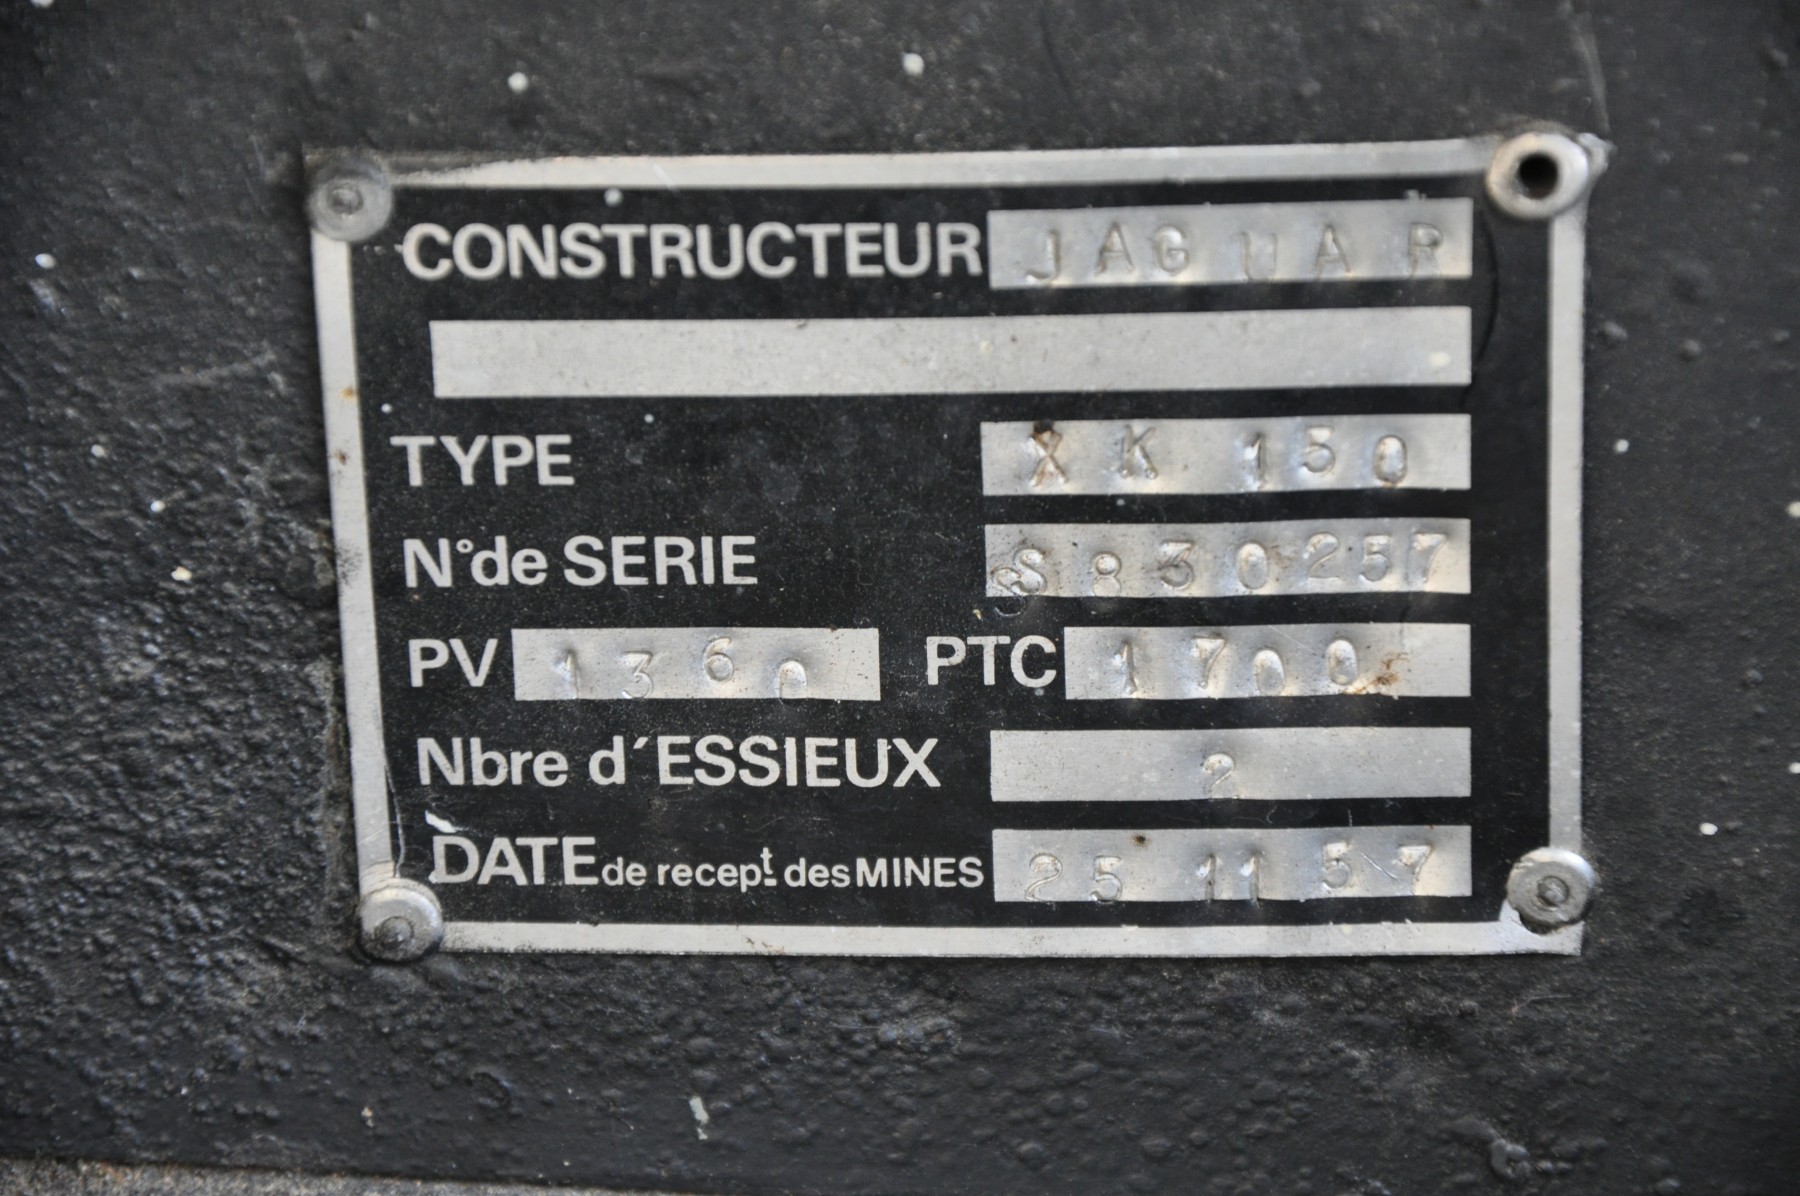 CONSTRUCTEUR JAGUAR
TYPE XK 150
N° de SERIE S830257
PV 1360 PTC 1700
Nbre d'ESSIEUX 2
DATE de recept des MINES 25 11 57